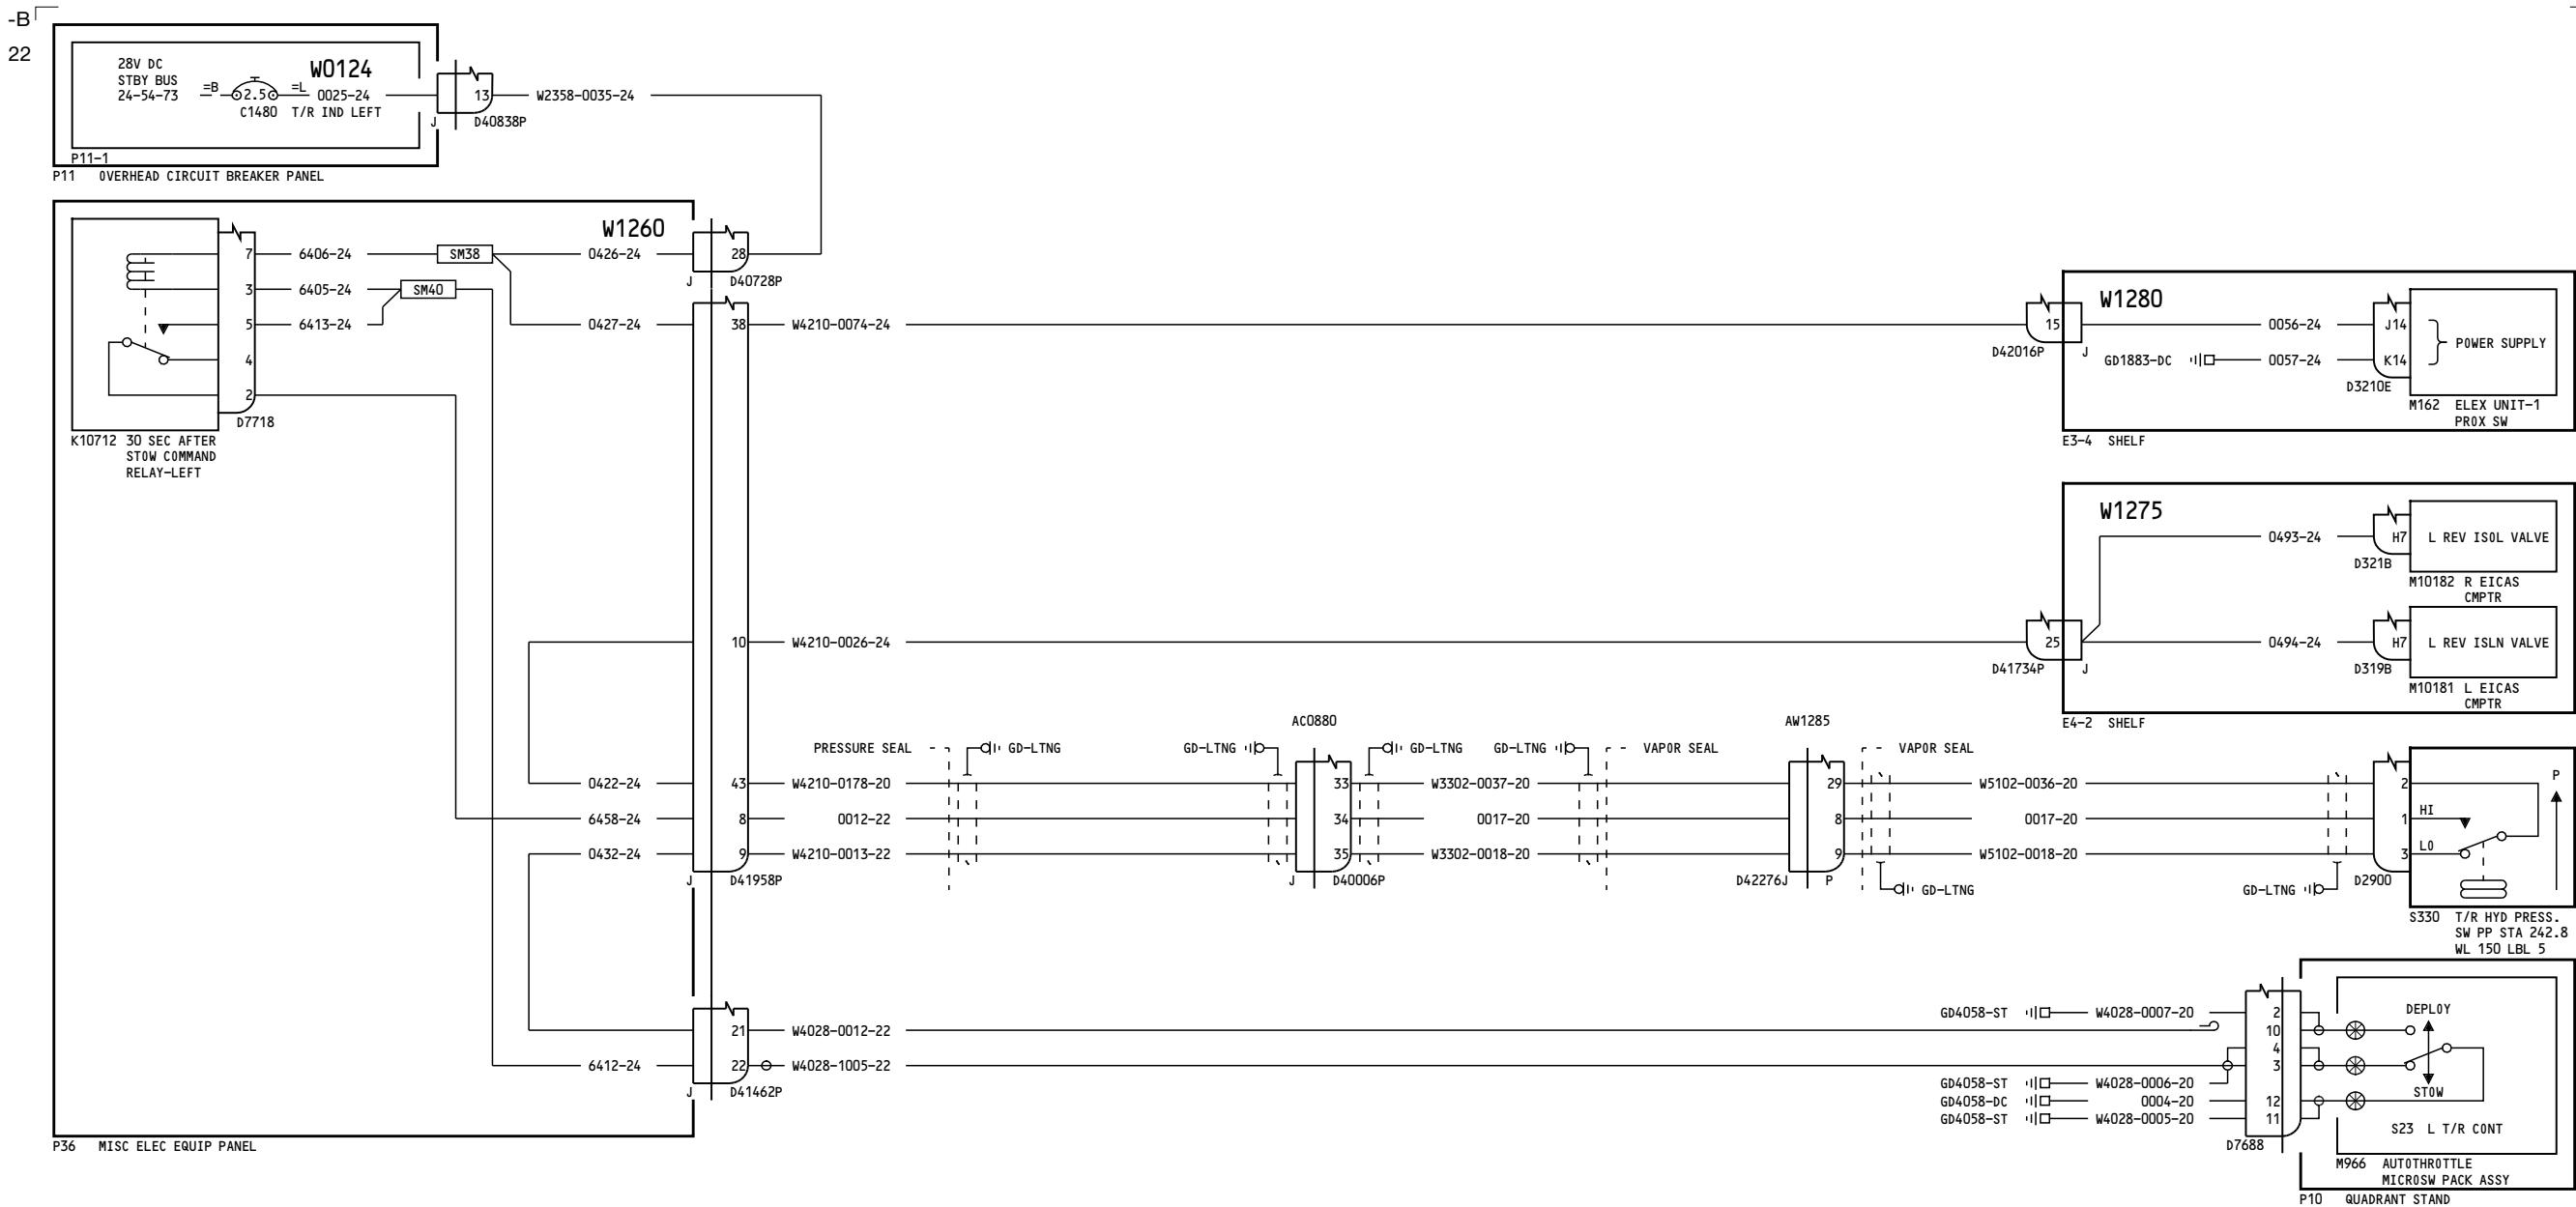 -B
22
28V DC
STBY BUS
24-54-73
=B
2.5
=L
W0124
0025-24
C1480 T/R IND LEFT
13
W2358-0035-24
J
D40838P
P11-1
P11 OVERHEAD CIRCUIT BREAKER PANEL
W1260
7
6406-24
SM38
0426-24
28
J
D40728P
3
6405-24
SM40
5
6413-24
0427-24
38
W4210-0074-24
4
2
D7718
K10712 30 SEC AFTER
STOW COMMAND
RELAY-LEFT
15
D42016P
J
W1280
0056-24
J14
GD1883-DC
0057-24
K14
POWER SUPPLY
D3210E
M162 ELEX UNIT-1
PROX SW
E3-4 SHELF
W1275
0493-24
H7
L REV ISOL VALVE
D321B
M10182 R EICAS
CMPTR
10
W4210-0026-24
25
0494-24
H7
L REV ISLN VALVE
D41734P
J
D319B
M10181 L EICAS
CMPTR
E4-2 SHELF
AC0880
AW1285
PRESSURE SEAL
GD-LTNG
GD-LTNG
GD-LTNG
GD-LTNG
VAPOR SEAL
VAPOR SEAL
0422-24
43
W4210-0178-20
33
W3302-0037-20
29
W5102-0036-20
2
P
6458-24
8
0012-22
34
0017-20
8
0017-20
1
HI
0432-24
9
W4210-0013-22
35
W3302-0018-20
9
W5102-0018-20
3
LO
J
D41958P
J
D40006P
D42276J
P
GD-LTNG
GD-LTNG
D2900
S330 T/R HYD PRESS.
SW PP STA 242.8
WL 150 LBL 5
21
W4028-0012-22
6412-24
22
W4028-1005-22
J
D41462P
GD4058-ST
W4028-0007-20
2
10
4
3
GD4058-ST
W4028-0006-20
GD4058-DC
0004-20
12
GD4058-ST
W4028-0005-20
11
D7688
DEPLOY
STOW
S23 L T/R CONT
M966 AUTOTHROTTLE
MICROSW PACK ASSY
P10 QUADRANT STAND
P36 MISC ELEC EQUIP PANEL